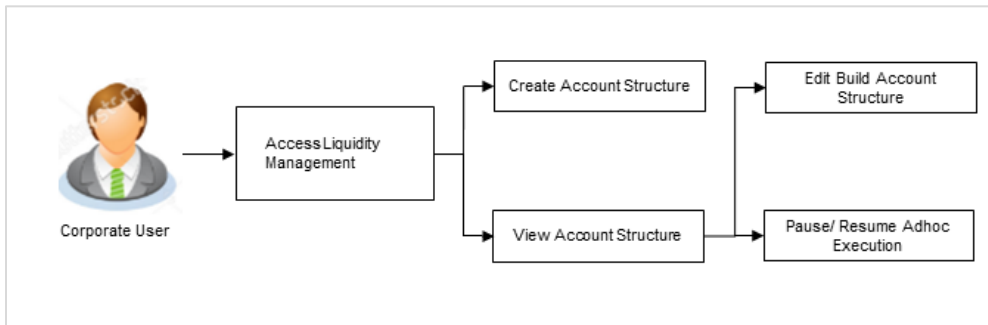 Create Account Structure
Edit Build Account
Structure
Access Liquidity
Management
Corporate User
View Account Structure
Pause/ Resume Adhoc
Execution